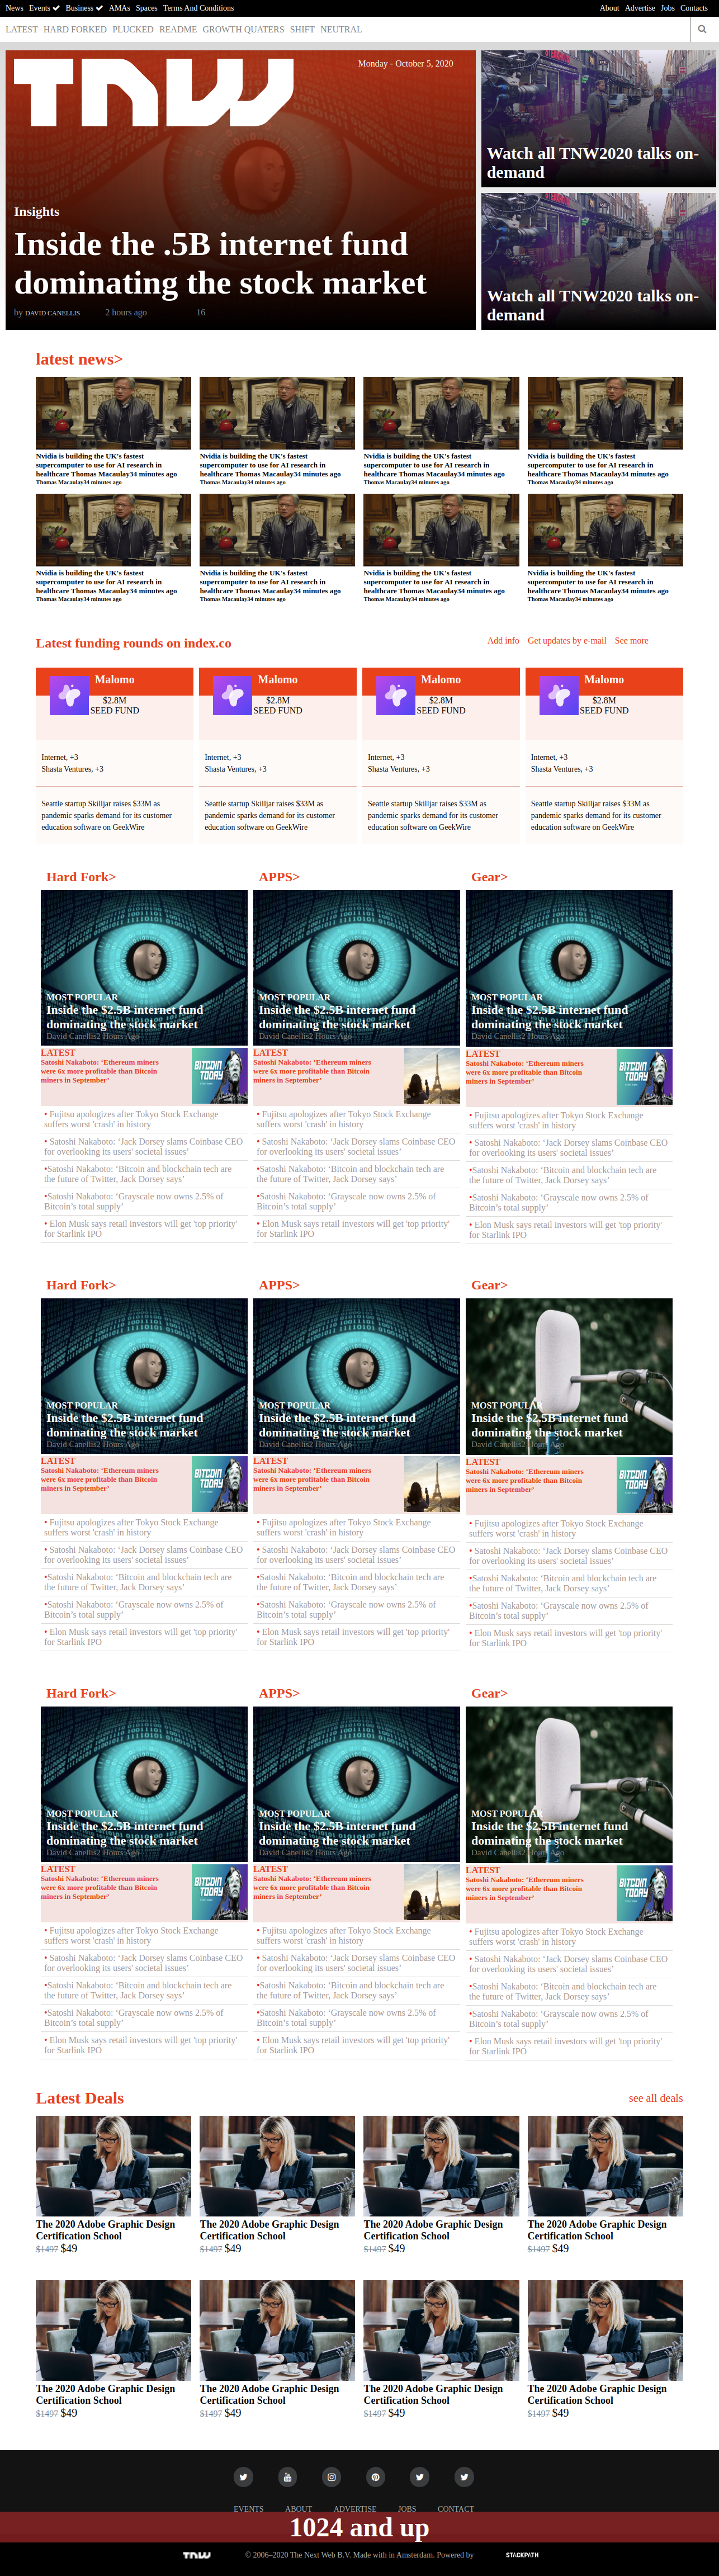 News Events Business AMAs Spaces Terms And Conditions About Advertise Jobs Contacts
LATEST HARD FORKED PLUCKED README GROWTH QUATERS SHIFT NEUTRAL
TNW
Monday - October 5, 2020
Insights
Inside the .5B internet fund
dominating the stock market
by DAVID CANELLIS 2 hours ago 16
Watch all TNW2020 talks on-
demand
Watch all TNW2020 talks on-
demand
latest news>
Nvidia is building the UK's fastest
supercomputer to use for AI research in
healthcare Thomas Macaulay34 minutes ago
Thomas Macaulay34 minutes ago
Nvidia is building the UK's fastest
supercomputer to use for AI research in
healthcare Thomas Macaulay34 minutes ago
Thomas Macaulay34 minutes ago
Nvidia is building the UK's fastest
supercomputer to use for AI research in
healthcare Thomas Macaulay34 minutes ago
Thomas Macaulay34 minutes ago
Nvidia is building the UK's fastest
supercomputer to use for AI research in
healthcare Thomas Macaulay34 minutes ago
Thomas Macaulay34 minutes ago
Nvidia is building the UK's fastest
supercomputer to use for AI research in
healthcare Thomas Macaulay34 minutes ago
Thomas Macaulay34 minutes ago
Nvidia is building the UK's fastest
supercomputer to use for AI research in
healthcare Thomas Macaulay34 minutes ago
Thomas Macaulay34 minutes ago
Nvidia is building the UK's fastest
supercomputer to use for AI research in
healthcare Thomas Macaulay34 minutes ago
Thomas Macaulay34 minutes ago
Nvidia is building the UK's fastest
supercomputer to use for AI research in
healthcare Thomas Macaulay34 minutes ago
Thomas Macaulay34 minutes ago
Latest funding rounds on index.co
Add info Get updates by e-mail See more
Malomo
$2.8M
SEED FUND
Internet, +3
Shasta Ventures, +3
Seattle startup Skilljar raises $33M as
pandemic sparks demand for its customer
education software on GeekWire
Malomo
$2.8M
SEED FUND
Internet, +3
Shasta Ventures, +3
Seattle startup Skilljar raises $33M as
pandemic sparks demand for its customer
education software on GeekWire
Malomo
$2.8M
SEED FUND
Internet, +3
Shasta Ventures, +3
Seattle startup Skilljar raises $33M as
pandemic sparks demand for its customer
education software on GeekWire
Malomo
$2.8M
SEED FUND
Internet, +3
Shasta Ventures, +3
Seattle startup Skilljar raises $33M as
pandemic sparks demand for its customer
education software on GeekWire
Hard Fork>
MOST POPULAR
Inside the $2.5B internet fund
dominating the stock market
David Canellis2 Hours Ago
LATEST
Satoshi Nakaboto: ‘Ethereum miners
were 6x more profitable than Bitcoin
miners in September’
BITCOIN
TODAY
• Fujitsu apologizes after Tokyo Stock Exchange
suffers worst 'crash' in history
• Satoshi Nakaboto: ‘Jack Dorsey slams Coinbase CEO
for overlooking its users' societal issues’
•Satoshi Nakaboto: ‘Bitcoin and blockchain tech are
the future of Twitter, Jack Dorsey says’
•Satoshi Nakaboto: ‘Grayscale now owns 2.5% of
Bitcoin’s total supply’
• Elon Musk says retail investors will get 'top priority'
for Starlink IPO
APPS>
MOST POPULAR
Inside the $2.5B internet fund
dominating the stock market
David Canellis2 Hours Ago
LATEST
Satoshi Nakaboto: ‘Ethereum miners
were 6x more profitable than Bitcoin
miners in September’
• Fujitsu apologizes after Tokyo Stock Exchange
suffers worst 'crash' in history
• Satoshi Nakaboto: ‘Jack Dorsey slams Coinbase CEO
for overlooking its users' societal issues’
•Satoshi Nakaboto: ‘Bitcoin and blockchain tech are
the future of Twitter, Jack Dorsey says’
•Satoshi Nakaboto: ‘Grayscale now owns 2.5% of
Bitcoin’s total supply’
• Elon Musk says retail investors will get 'top priority'
for Starlink IPO
Gear>
MOST POPULAR
Inside the $2.5B internet fund
dominating the stock market
David Canellis2 Hours Ago
LATEST
Satoshi Nakaboto: ‘Ethereum miners
were 6x more profitable than Bitcoin
miners in September’
BITCOIN
TODAY
• Fujitsu apologizes after Tokyo Stock Exchange
suffers worst 'crash' in history
• Satoshi Nakaboto: ‘Jack Dorsey slams Coinbase CEO
for overlooking its users' societal issues’
•Satoshi Nakaboto: ‘Bitcoin and blockchain tech are
the future of Twitter, Jack Dorsey says’
•Satoshi Nakaboto: ‘Grayscale now owns 2.5% of
Bitcoin’s total supply’
• Elon Musk says retail investors will get 'top priority'
for Starlink IPO
Hard Fork>
MOST POPULAR
Inside the $2.5B internet fund
dominating the stock market
David Canellis2 Hours Ago
LATEST
Satoshi Nakaboto: ‘Ethereum miners
were 6x more profitable than Bitcoin
miners in September’
BITCOIN
TODAY
• Fujitsu apologizes after Tokyo Stock Exchange
suffers worst 'crash' in history
• Satoshi Nakaboto: ‘Jack Dorsey slams Coinbase CEO
for overlooking its users' societal issues’
•Satoshi Nakaboto: ‘Bitcoin and blockchain tech are
the future of Twitter, Jack Dorsey says’
•Satoshi Nakaboto: ‘Grayscale now owns 2.5% of
Bitcoin’s total supply’
• Elon Musk says retail investors will get 'top priority'
for Starlink IPO
APPS>
MOST POPULAR
Inside the $2.5B internet fund
dominating the stock market
David Canellis2 Hours Ago
LATEST
Satoshi Nakaboto: ‘Ethereum miners
were 6x more profitable than Bitcoin
miners in September’
• Fujitsu apologizes after Tokyo Stock Exchange
suffers worst 'crash' in history
• Satoshi Nakaboto: ‘Jack Dorsey slams Coinbase CEO
for overlooking its users' societal issues’
•Satoshi Nakaboto: ‘Bitcoin and blockchain tech are
the future of Twitter, Jack Dorsey says’
•Satoshi Nakaboto: ‘Grayscale now owns 2.5% of
Bitcoin’s total supply’
• Elon Musk says retail investors will get 'top priority'
for Starlink IPO
Gear>
MOST POPULAR
Inside the $2.5B internet fund
dominating the stock market
David Canellis2 Hours Ago
LATEST
Satoshi Nakaboto: ‘Ethereum miners
were 6x more profitable than Bitcoin
miners in September’
BITCOIN
TODAY
• Fujitsu apologizes after Tokyo Stock Exchange
suffers worst 'crash' in history
• Satoshi Nakaboto: ‘Jack Dorsey slams Coinbase CEO
for overlooking its users' societal issues’
•Satoshi Nakaboto: ‘Bitcoin and blockchain tech are
the future of Twitter, Jack Dorsey says’
•Satoshi Nakaboto: ‘Grayscale now owns 2.5% of
Bitcoin’s total supply’
• Elon Musk says retail investors will get 'top priority'
for Starlink IPO
Hard Fork>
MOST POPULAR
Inside the $2.5B internet fund
dominating the stock market
David Canellis2 Hours Ago
LATEST
Satoshi Nakaboto: ‘Ethereum miners
were 6x more profitable than Bitcoin
miners in September’
BITCOIN
TODAY
• Fujitsu apologizes after Tokyo Stock Exchange
suffers worst 'crash' in history
• Satoshi Nakaboto: ‘Jack Dorsey slams Coinbase CEO
for overlooking its users' societal issues’
•Satoshi Nakaboto: ‘Bitcoin and blockchain tech are
the future of Twitter, Jack Dorsey says’
•Satoshi Nakaboto: ‘Grayscale now owns 2.5% of
Bitcoin’s total supply’
• Elon Musk says retail investors will get 'top priority'
for Starlink IPO
APPS>
MOST POPULAR
Inside the $2.5B internet fund
dominating the stock market
David Canellis2 Hours Ago
LATEST
Satoshi Nakaboto: ‘Ethereum miners
were 6x more profitable than Bitcoin
miners in September’
• Fujitsu apologizes after Tokyo Stock Exchange
suffers worst 'crash' in history
• Satoshi Nakaboto: ‘Jack Dorsey slams Coinbase CEO
for overlooking its users' societal issues’
•Satoshi Nakaboto: ‘Bitcoin and blockchain tech are
the future of Twitter, Jack Dorsey says’
•Satoshi Nakaboto: ‘Grayscale now owns 2.5% of
Bitcoin’s total supply’
• Elon Musk says retail investors will get 'top priority'
for Starlink IPO
Gear>
MOST POPULAR
Inside the $2.5B internet fund
dominating the stock market
David Canellis2 Hours Ago
LATEST
Satoshi Nakaboto: ‘Ethereum miners
were 6x more profitable than Bitcoin
miners in September’
BITCOIN
TODAY
• Fujitsu apologizes after Tokyo Stock Exchange
suffers worst 'crash' in history
• Satoshi Nakaboto: ‘Jack Dorsey slams Coinbase CEO
for overlooking its users' societal issues’
•Satoshi Nakaboto: ‘Bitcoin and blockchain tech are
the future of Twitter, Jack Dorsey says’
•Satoshi Nakaboto: ‘Grayscale now owns 2.5% of
Bitcoin’s total supply’
• Elon Musk says retail investors will get 'top priority'
for Starlink IPO
Latest Deals
see all deals
The 2020 Adobe Graphic Design
Certification School
$1497 $49
The 2020 Adobe Graphic Design
Certification School
$1497 $49
The 2020 Adobe Graphic Design
Certification School
$1497 $49
The 2020 Adobe Graphic Design
Certification School
$1497 $49
The 2020 Adobe Graphic Design
Certification School
$1497 $49
The 2020 Adobe Graphic Design
Certification School
$1497 $49
The 2020 Adobe Graphic Design
Certification School
$1497 $49
The 2020 Adobe Graphic Design
Certification School
$1497 $49
EVENTS ABOUT ADVERTISE JOBS CONTACT
1024 and up
TNW © 2006–2020 The Next Web B.V. Made with in Amsterdam. Powered by STACKPATH